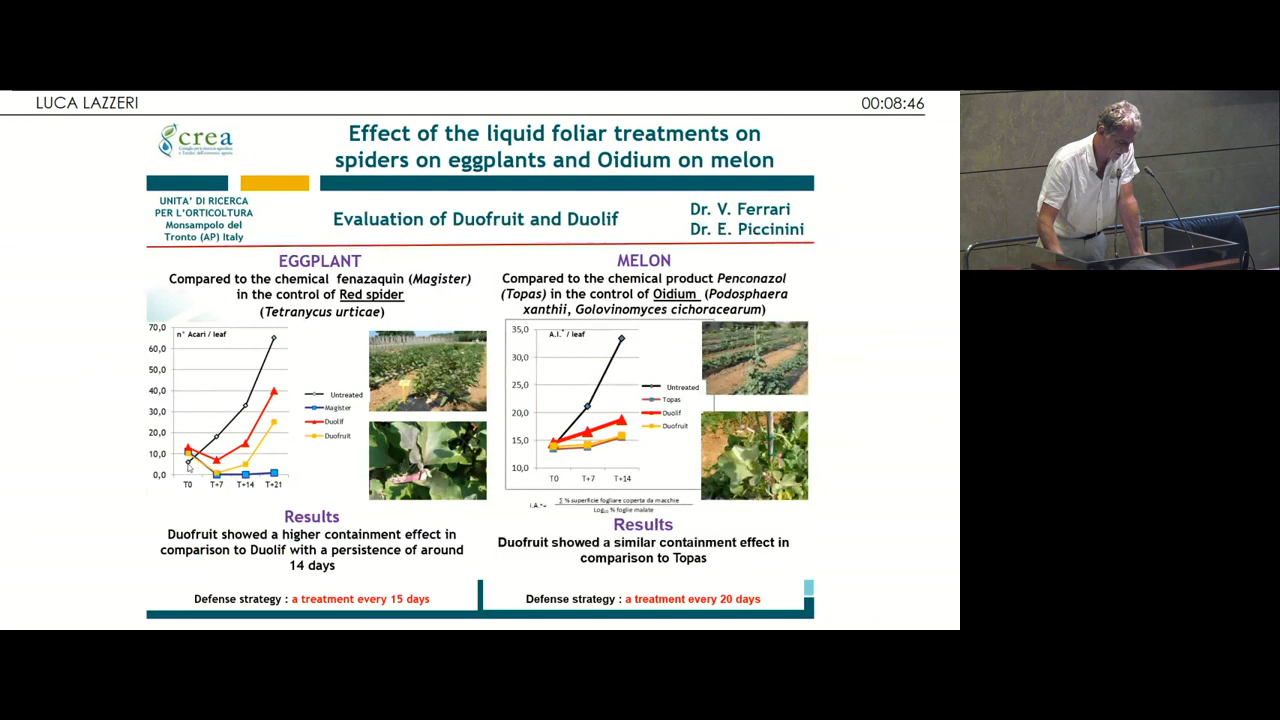 LUCA LAZZERI
00:08:46
crea
Effect of the liquid foliar treatments on
spiders on eggplants and Oidium on melon
UNITA' DI RICERCA
PER L'ORTICOLTURA
Monsampolo del
Tronto (AP) Italy
Evaluation of Duofruit and Duolif
Dr. V. Ferrari
Dr. E. Piccinini
EGGPLANT
Compared to the chemical fenazaquin (Magister)
in the control of Red spider
(Tetranycus urticae)
70,0
60,0
50,0
40,0
30,0
20,0
10,0
0,0
n° Acari / leaf
T0
T+7
T+14
T+21
Untreated
Magister
Duolif
Duofruit
Results
Duofruit showed a higher containment effect in
comparison to Duolif with a persistence of around
14 days
Defense strategy : a treatment every 15 days
MELON
Compared to the chemical product Penconazol
(Topas) in the control of Oidium (Podosphaera
xanthii, Golovinomyces cichoracearum)
35,0
30,0
25,0
20,0
15,0
10,0
A.I.* / leaf
T0
T+7
T+14
Untreated
Topas
Duolif
Duofruit
I.A.*=
Σ % superficie fogliare coperta da macchie
% foglie malate
Results
Duofruit showed a similar containment effect in
comparison to Topas
Defense strategy : a treatment every 20 days